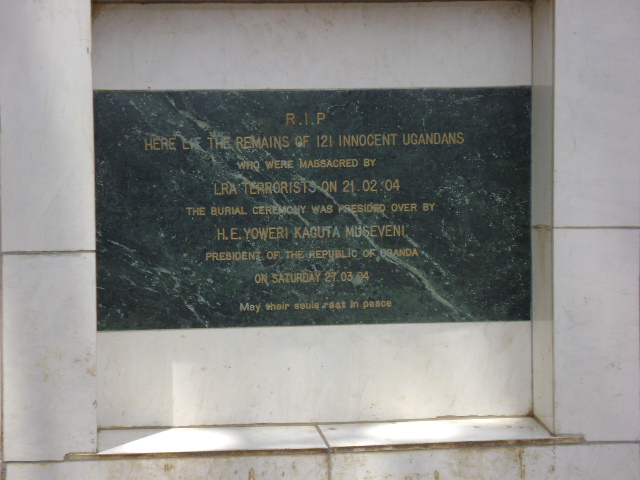 R.I.P
HERE LIE THE REMAINS OF 121 INNOCENT UGANDANS
WHO WERE MASSACRED BY
LRA TERRORISTS ON 21.02.04
THE BURIAL CEREMONY WAS PRESIDED OVER BY
H.E. YOWERI KAGUTA MUSEVENI
PRESIDENT OF THE REPUBLIC OF UGANDA
ON SATURDAY 27.03.04
May their souls rest in peace